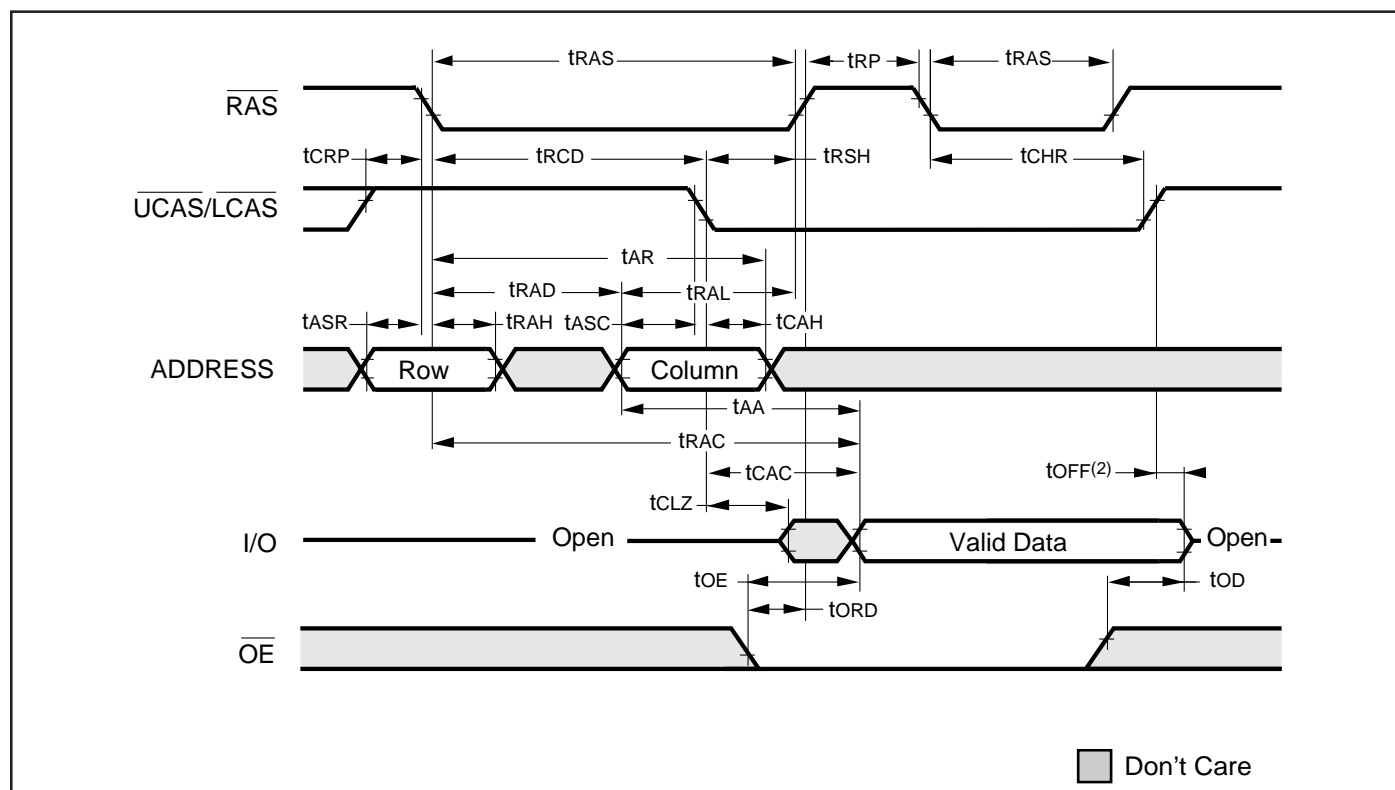 tRAS tRP tRAS
RAS
tCRP tRCD tRSH tCHR
UCAS/LCAS
tAR
tRAD tRAL
tASR tRAH tASC tCAH
ADDRESS Row Column
tAA
tRAC
tCAC tOFF(2)
tCLZ
I/O Open Valid Data Open
tOE tOD
tORD
OE
Don't Care